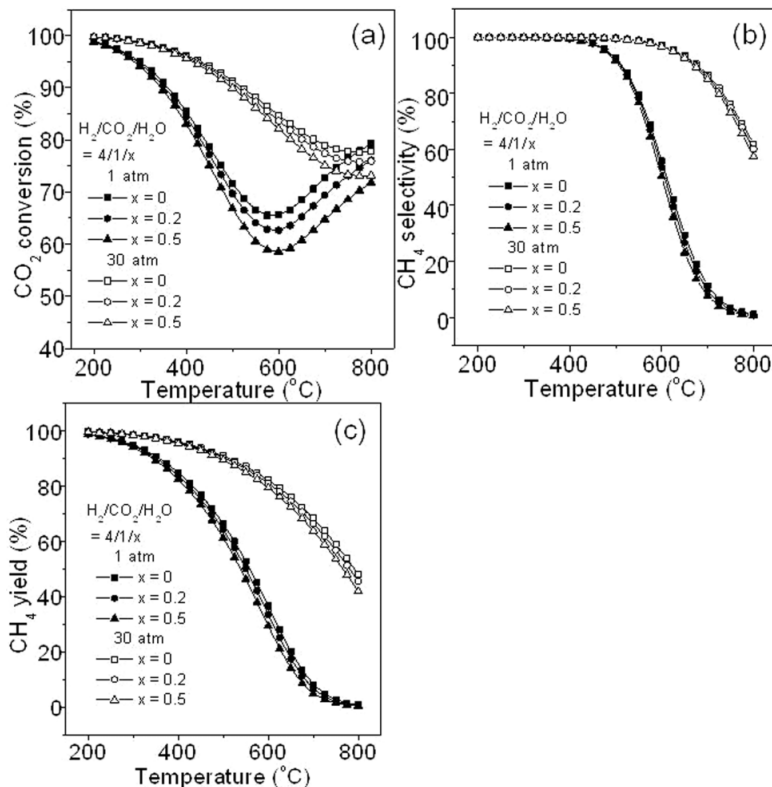 (a)
CO₂ conversion (%)
100
90
80
70
60
50
40
H₂/CO₂/H₂O
= 4/1/x
1 atm
x = 0
x = 0.2
x = 0.5
30 atm
x = 0
x = 0.2
x = 0.5
200 400 600 800
Temperature (°C)
(b)
CH₄ selectivity (%)
100
80
60
40
20
0
H₂/CO₂/H₂O
= 4/1/x
1 atm
x = 0
x = 0.2
x = 0.5
30 atm
x = 0
x = 0.2
x = 0.5
200 400 600 800
Temperature (°C)
(c)
CH₄ yield (%)
100
80
60
40
20
0
H₂/CO₂/H₂O
= 4/1/x
1 atm
x = 0
x = 0.2
x = 0.5
30 atm
x = 0
x = 0.2
x = 0.5
200 400 600 800
Temperature (°C)